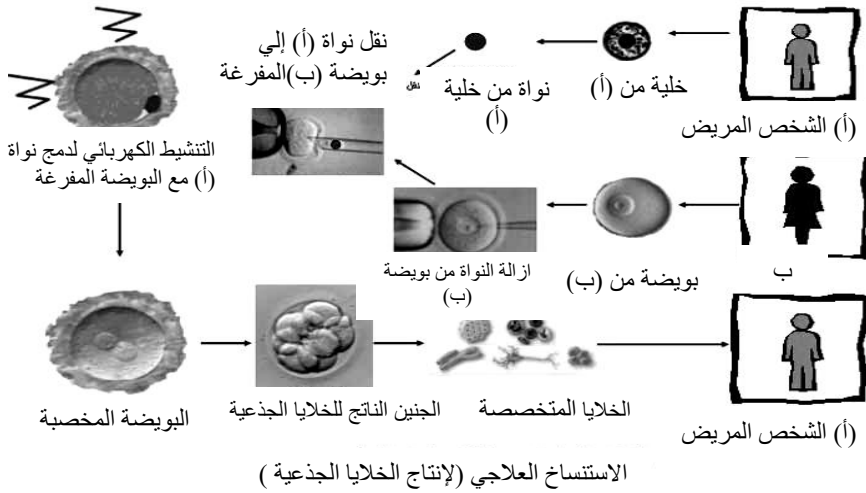 (أ) الشخص المريض
خلية من (أ)
نواة من خلية
(أ)
نقل
نقل نواة (أ) إلي
بويضة (ب)المفرغة
ب
بويضة من (ب)
ازالة النواة من بويضة
(ب)
التنشيط الكهربائي لدمج نواة
(أ) مع البويضة المفرغة
البويضة المخصبة
الجنين الناتج للخلايا الجذعية
الخلايا المتخصصة
(أ) الشخص المريض
الاستنساخ العلاجي (لإنتاج الخلايا الجذعية )